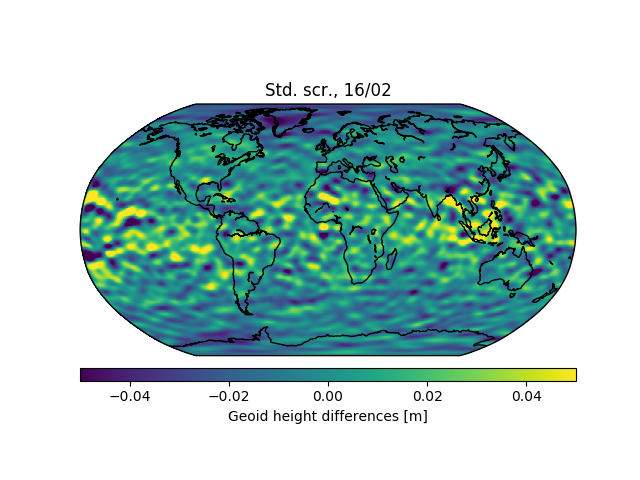 Std. scr., 16/02
−0.04 −0.02 0.00 0.02 0.04
Geoid height differences [m]